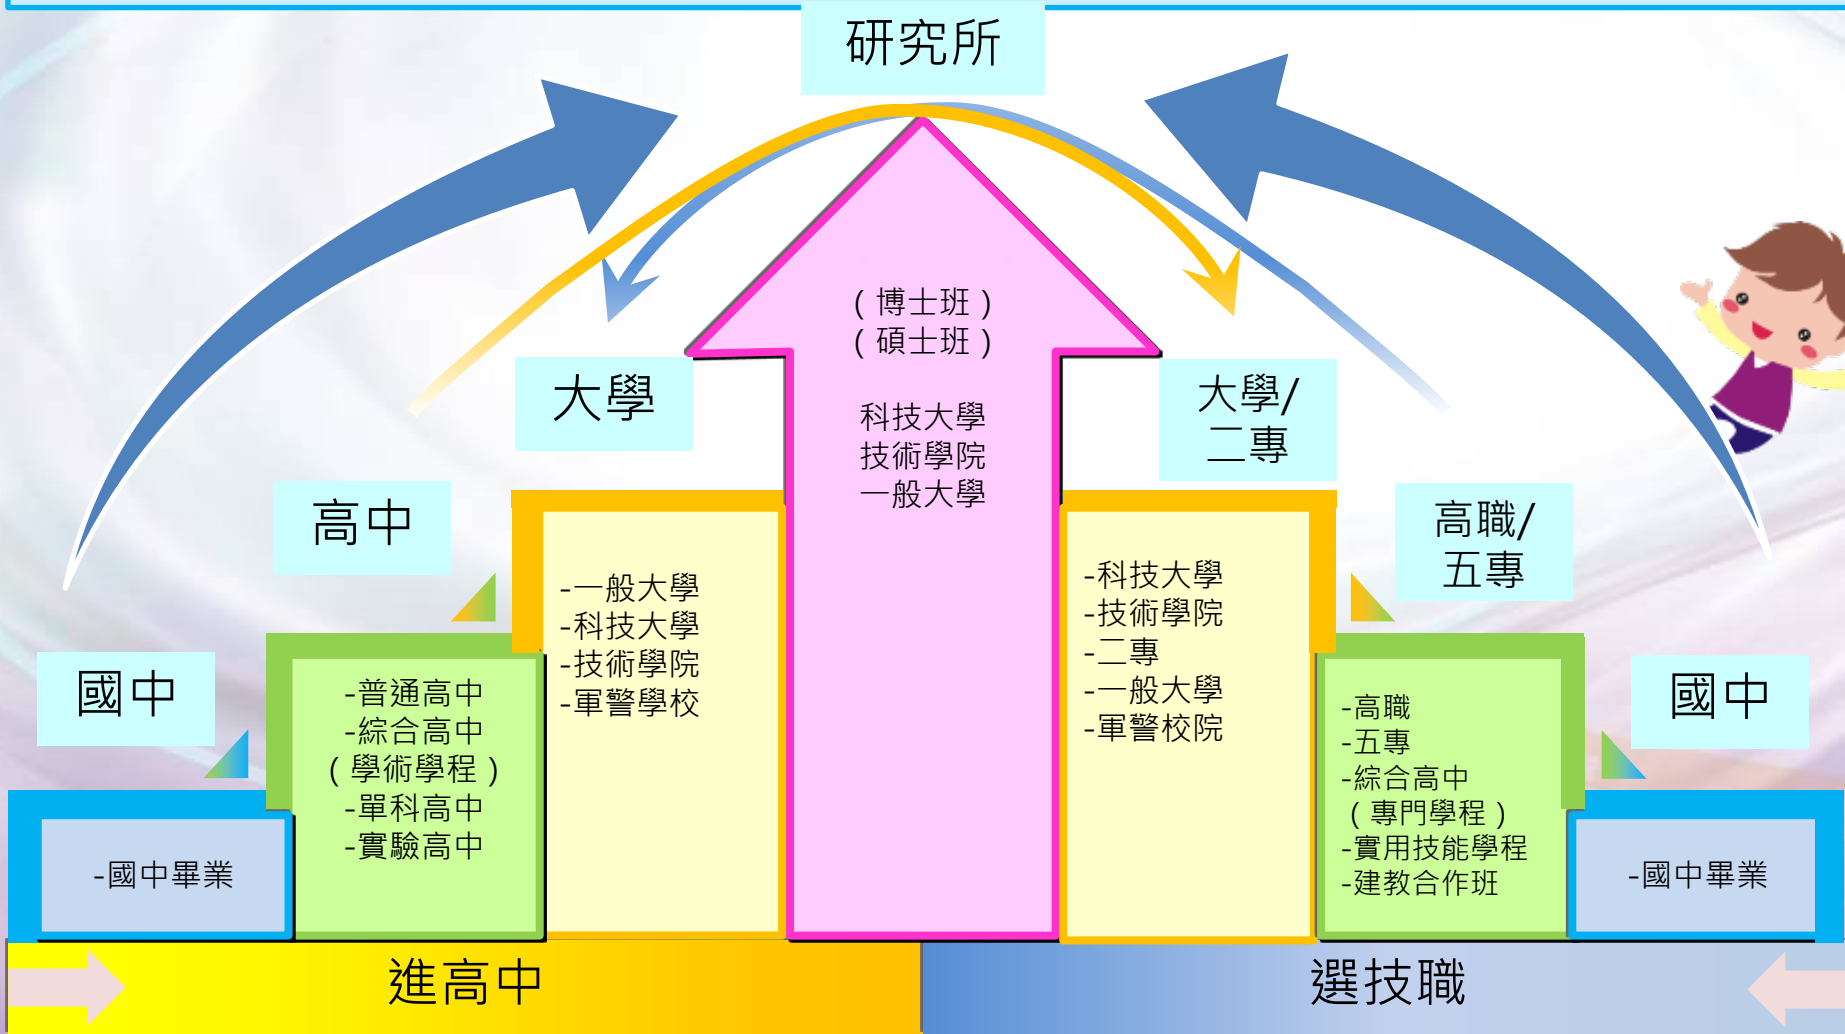 研究所
(博士班)
(碩士班)
科技大學
技術學院
一般大學
大學
-一般大學
-科技大學
-技術學院
-軍警學校
大學/
二專
-科技大學
-技術學院
-二專
-一般大學
-軍警校院
高中
-普通高中
-綜合高中
(學術學程)
-單科高中
-實驗高中
高職/
五專
-高職
-五專
-綜合高中
(專門學程)
-實用技能學程
-建教合作班
國中
-國中畢業
國中
-國中畢業
進高中
選技職